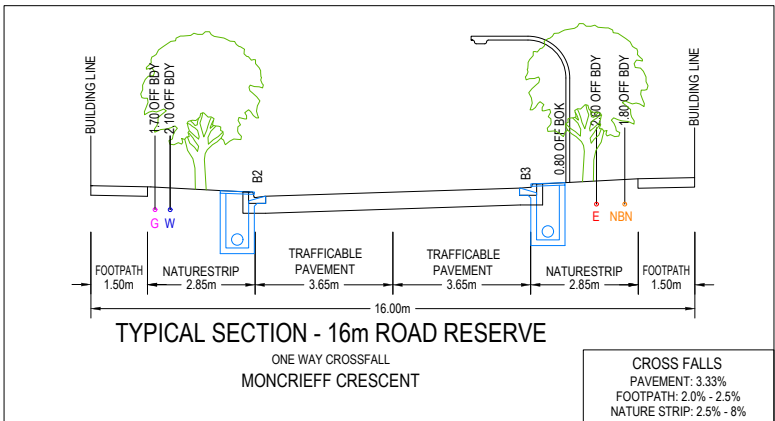 BUILDING LINE
1.70 OFF BDY
2.10 OFF BDY
B2
B3
0.80 OFF BOK
2.60 OFF BDY
1.80 OFF BDY
BUILDING LINE
G W
E NBN
FOOTPATH
1.50m
NATURESTRIP
2.85m
TRAFFICABLE
PAVEMENT
3.65m
TRAFFICABLE
PAVEMENT
3.65m
NATURESTRIP
2.85m
FOOTPATH
1.50m
16.00m
TYPICAL SECTION - 16m ROAD RESERVE
ONE WAY CROSSFALL
MONCRIEFF CRESCENT
CROSS FALLS
PAVEMENT: 3.33%
FOOTPATH: 2.0% - 2.5%
NATURE STRIP: 2.5% - 8%